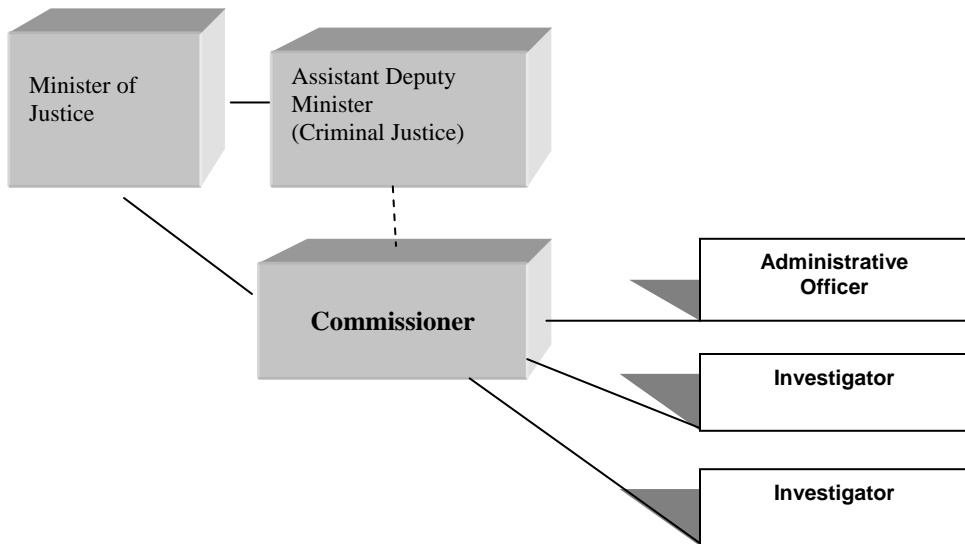 Minister of
Justice
Assistant Deputy
Minister
(Criminal Justice)
Commissioner
Administrative
Officer
Investigator
Investigator